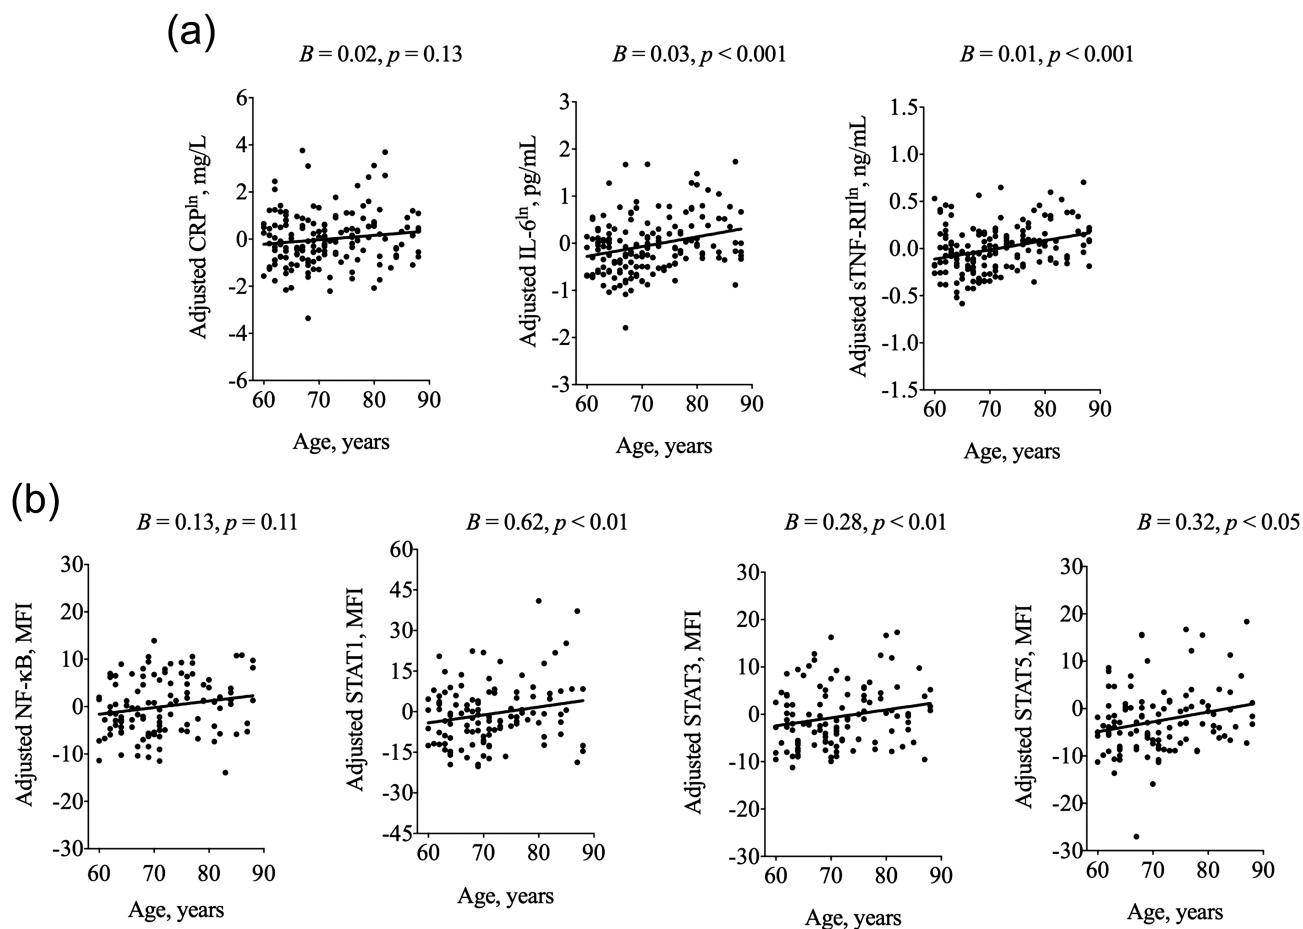 (a)
B = 0.02, p = 0.13
B = 0.03, p < 0.001
B = 0.01, p < 0.001
Adjusted CRPln, mg/L
6
4
2
0
-2
-4
-6
60 70 80 90
Age, years
Adjusted IL-6ln, pg/mL
3
2
1
0
-1
-2
-3
60 70 80 90
Age, years
Adjusted sTNF-RIIln, ng/mL
1.5
1.0
0.5
0.0
-0.5
-1.0
-1.5
60 70 80 90
Age, years
(b)
B = 0.13, p = 0.11
B = 0.62, p < 0.01
B = 0.28, p < 0.01
B = 0.32, p < 0.05
Adjusted NF-κB, MFI
30
20
10
0
-10
-20
-30
60 70 80 90
Age, years
Adjusted STAT1, MFI
60
45
30
15
0
-15
-30
-45
60 70 80 90
Age, years
Adjusted STAT3, MFI
30
20
10
0
-10
-20
-30
60 70 80 90
Age, years
Adjusted STAT5, MFI
30
20
10
0
-10
-20
-30
60 70 80 90
Age, years